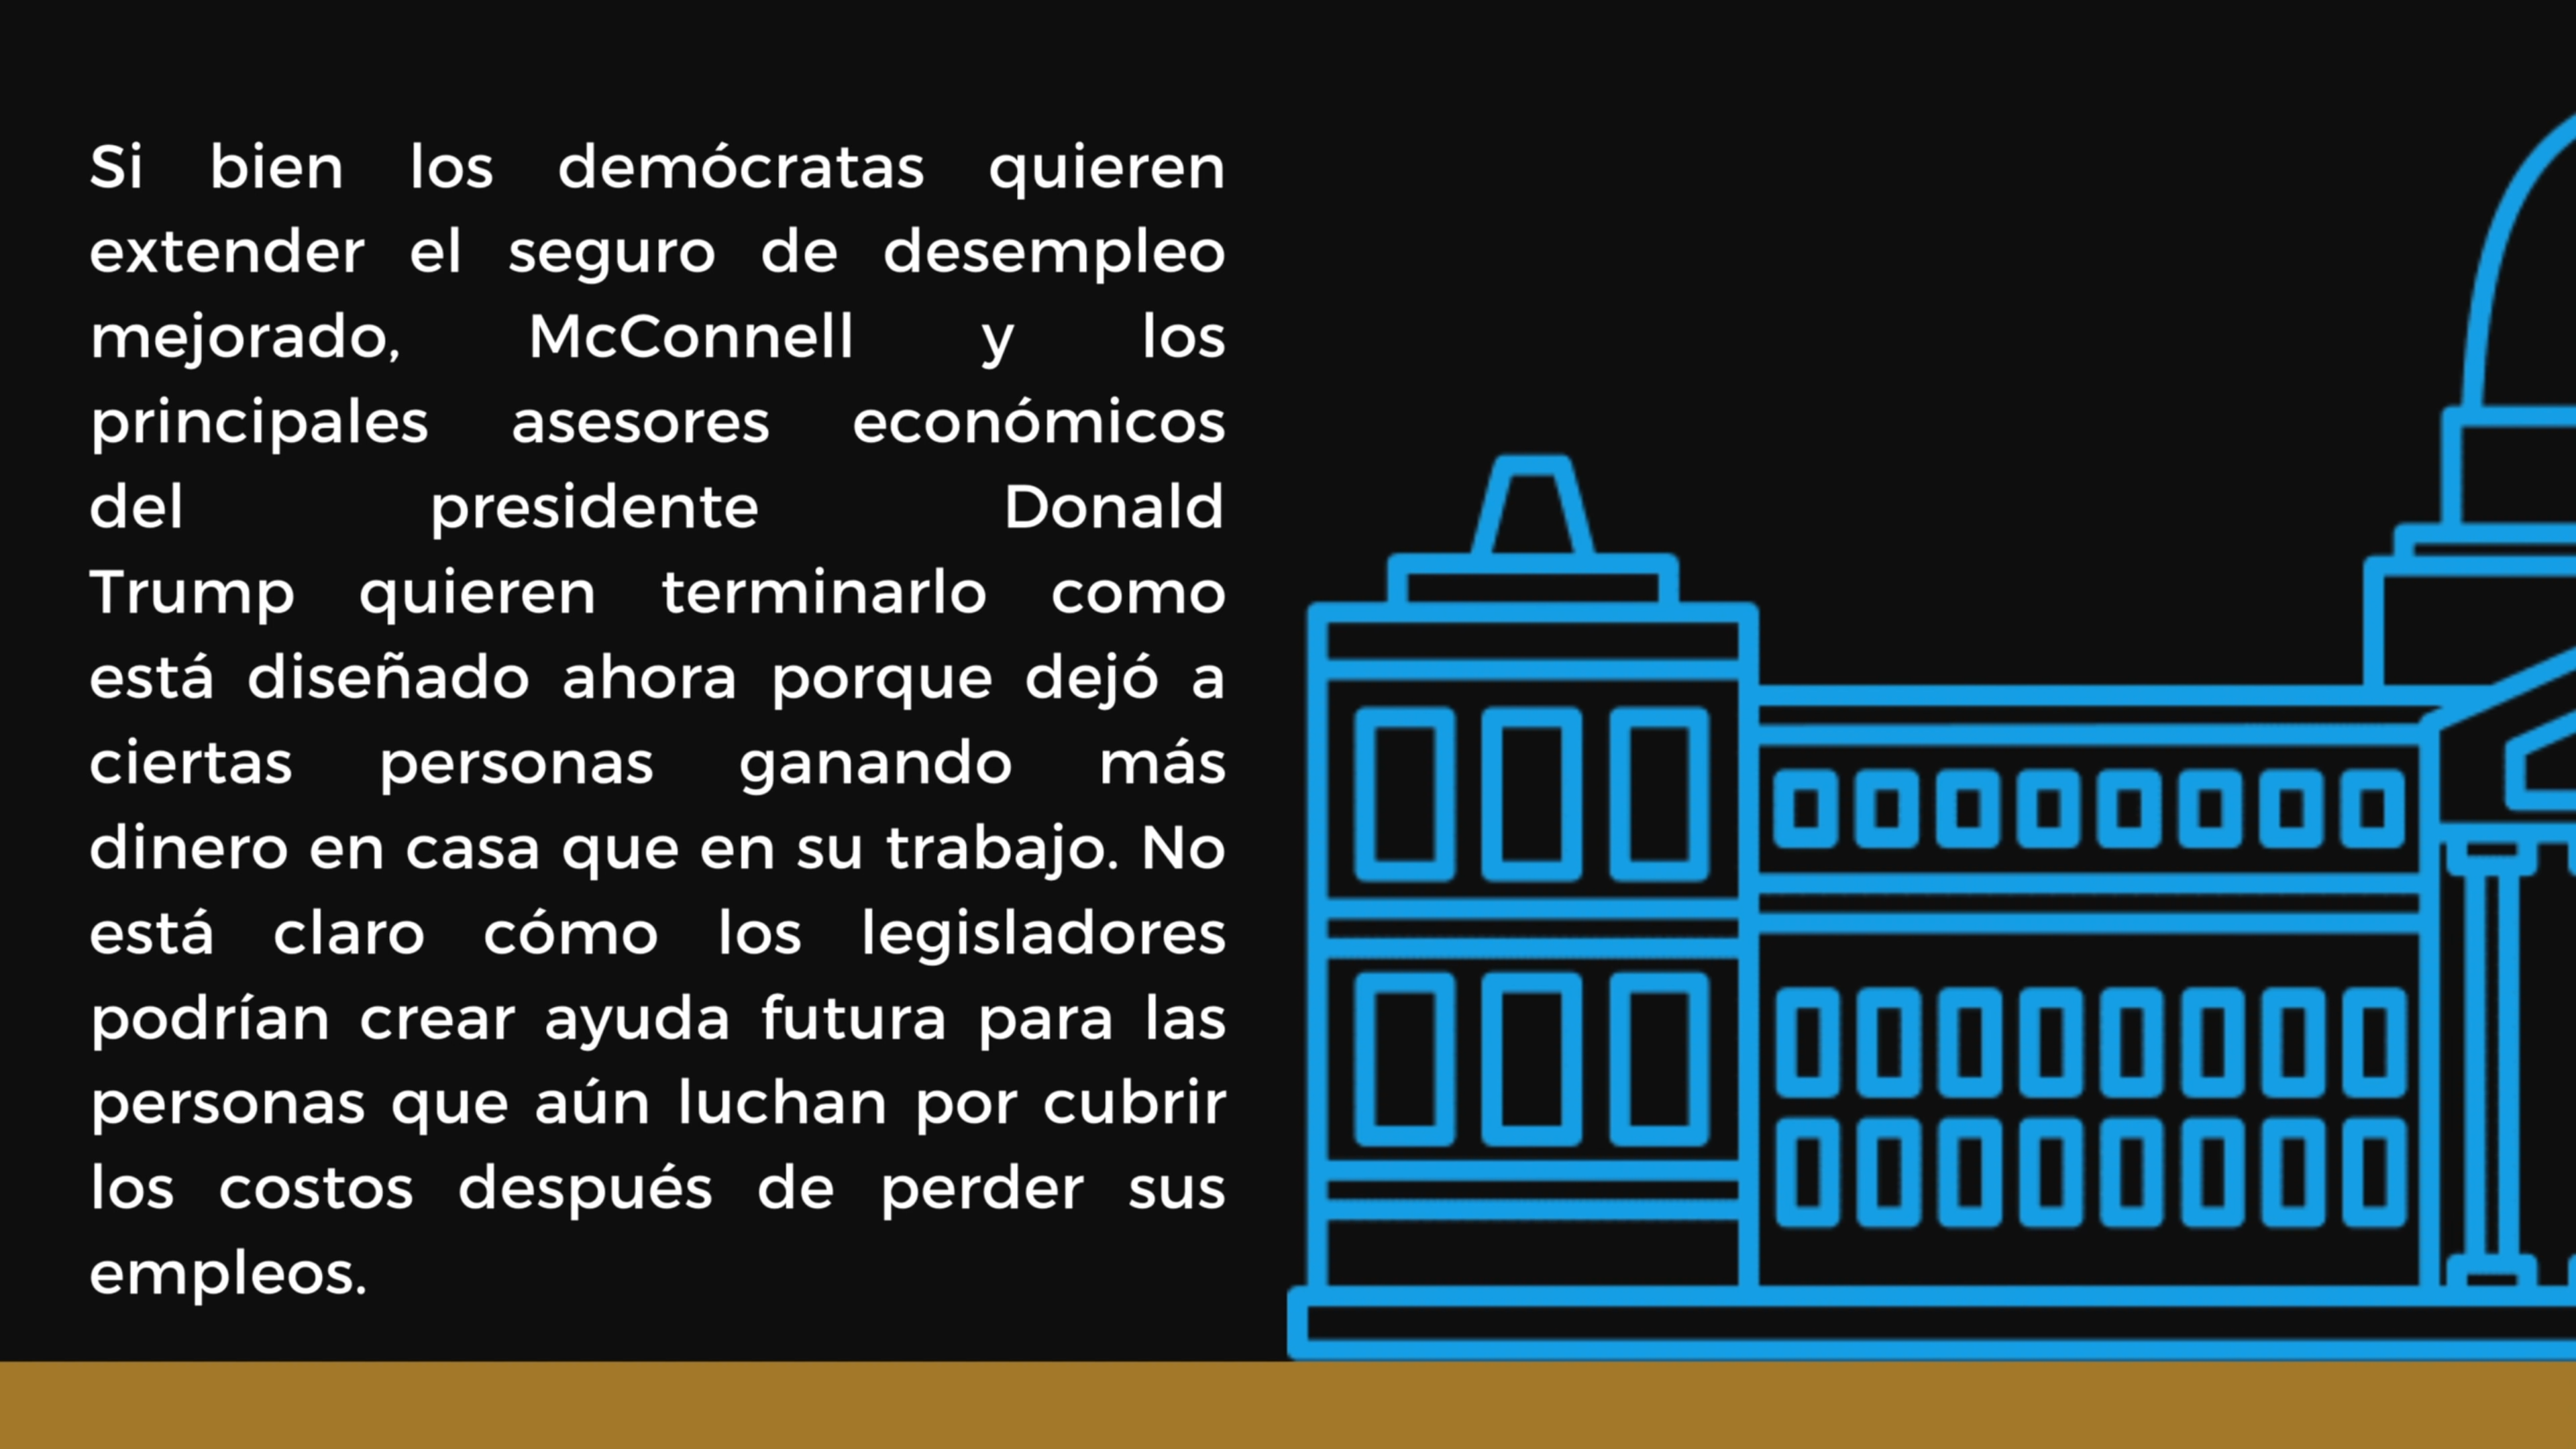 Si bien los demócratas quieren
extender el seguro de desempleo
mejorado, McConnell y los
principales asesores económicos
del presidente Donald
Trump quieren terminarlo como
está diseñado ahora porque dejó a
ciertas personas ganando más
dinero en casa que en su trabajo. No
está claro cómo los legisladores
podrían crear ayuda futura para las
personas que aún luchan por cubrir
los costos después de perder sus
empleos.